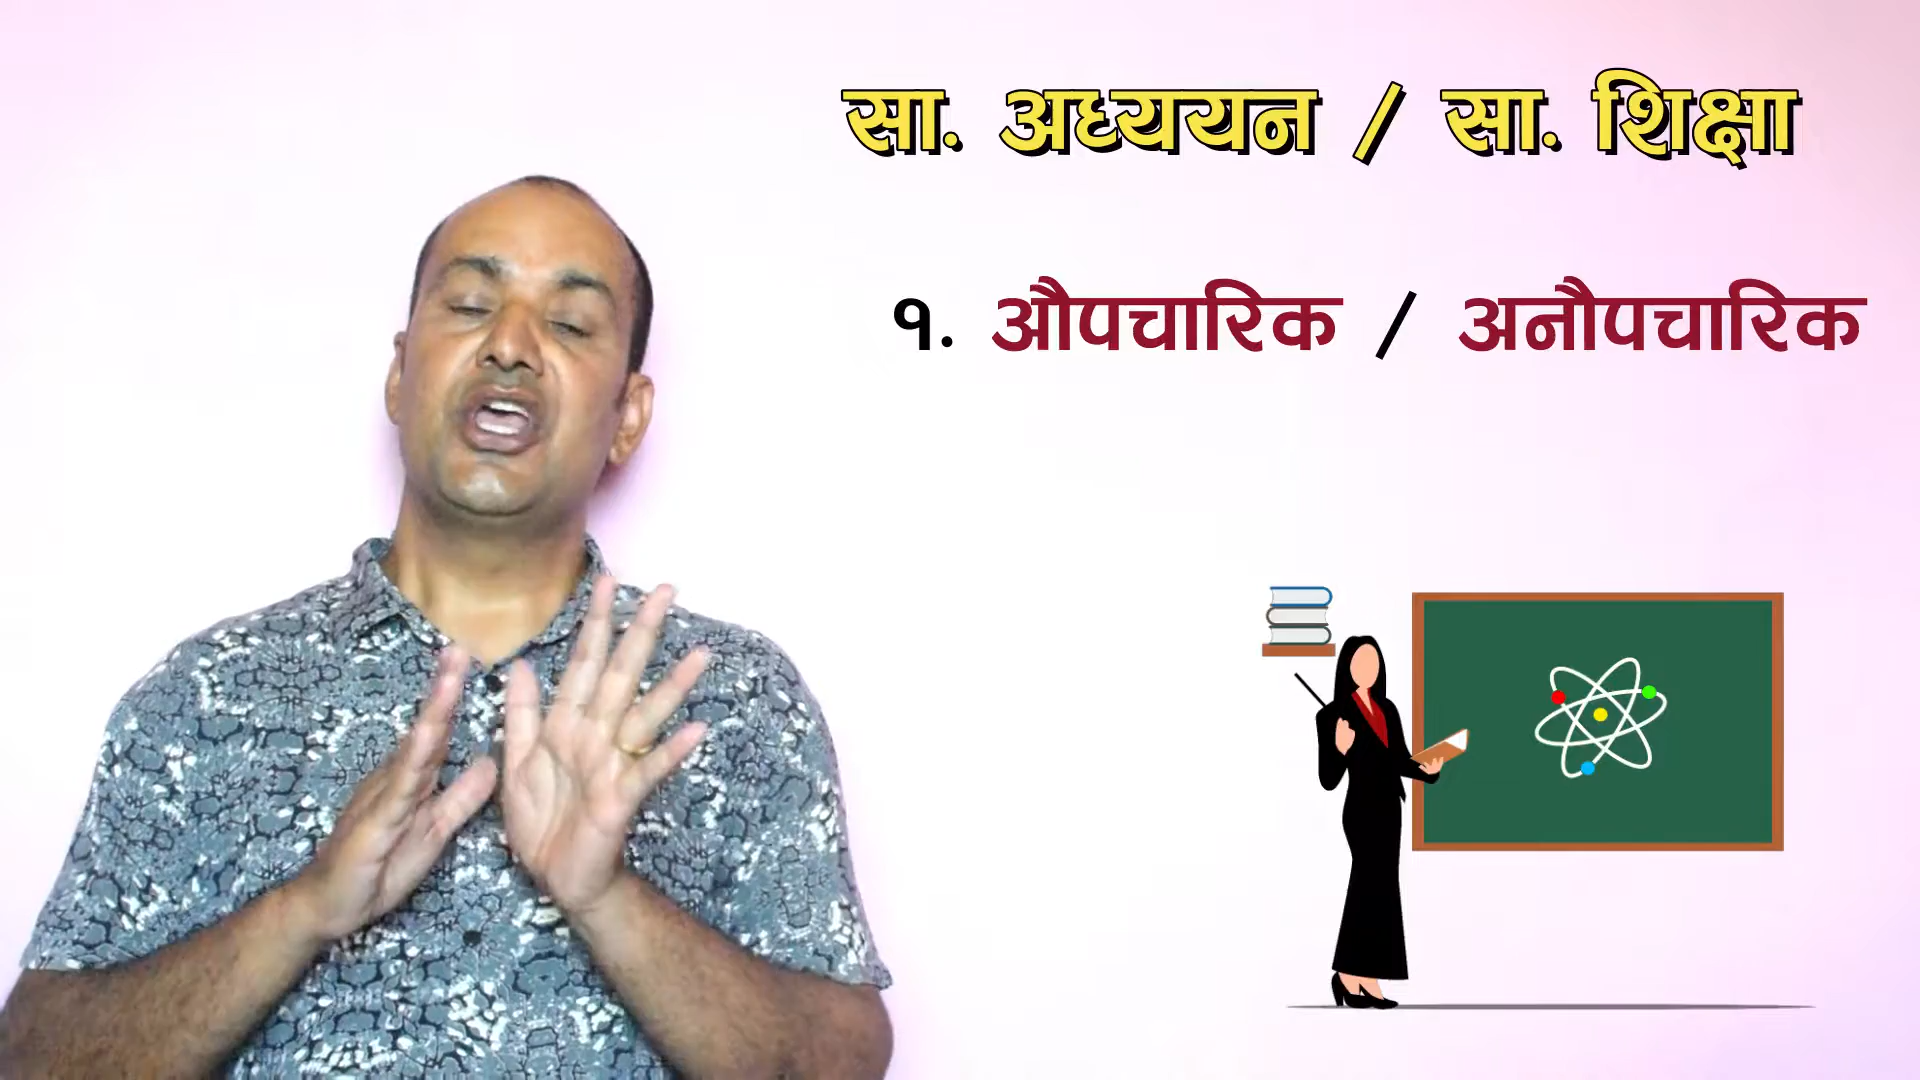 सा. अध्ययन / सा. शिक्षा
१. औपचारिक / अनौपचारिक